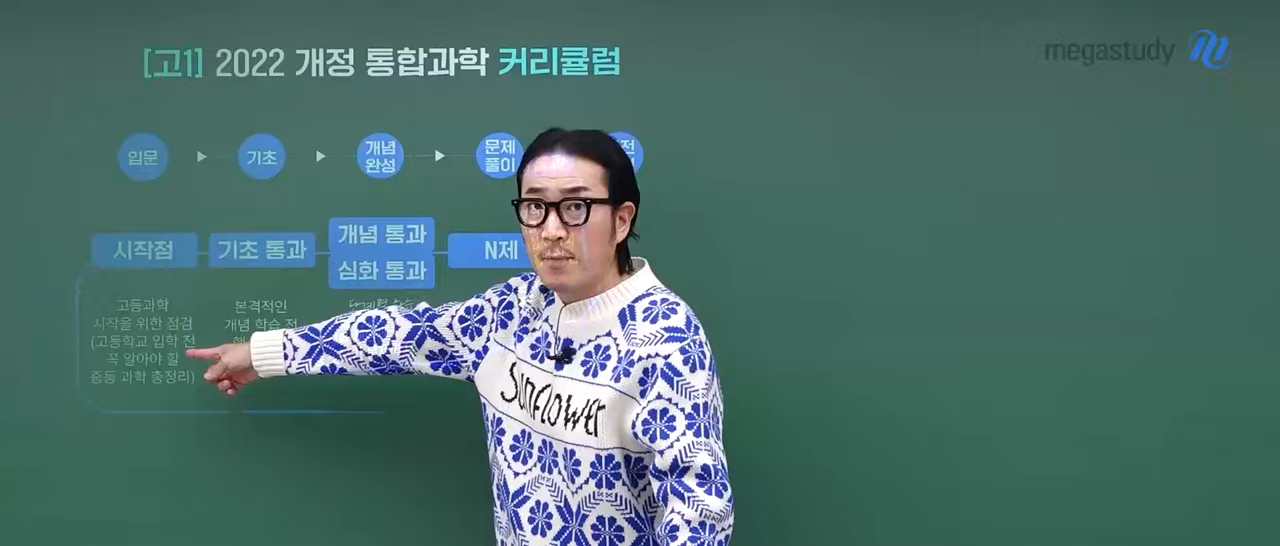 [고1] 2022 개정 통합과학 커리큘럼
megastudy
입문
기초
개념
완성
문제
풀이
전
시작점
기초 통과
개념 통과
심화 통과
N제
고등과학
시작을 위한 점검
(고등학교 입학 전
꼭 알아야 할
중등 과학 총정리)
본격적인
개념 학습 전
Sunflower